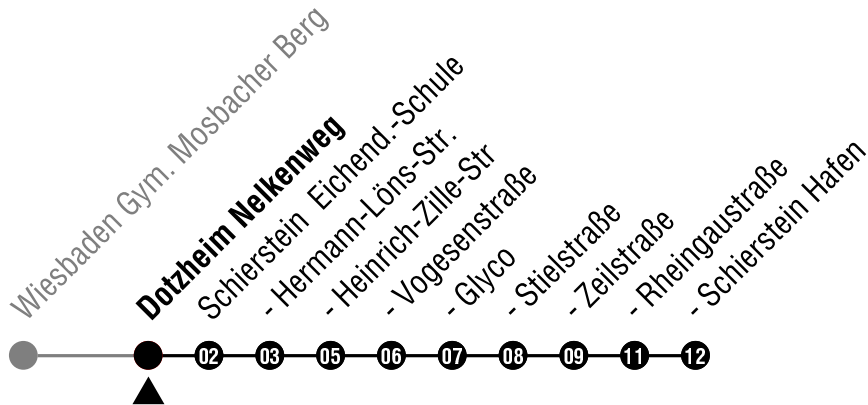 Wiesbaden Gym. Mosbacher Berg
Dotzheim Nelkenweg
Schierstein Eichend.-Schule
- Hermann-Löns-Str.
- Heinrich-Zille-Str
- Vogesenstraße
- Glyco
- Stielstraße
- Zeilstraße
- Rheingaustraße
- Schierstein Hafen
02 03 05 06 07 08 09 11 12